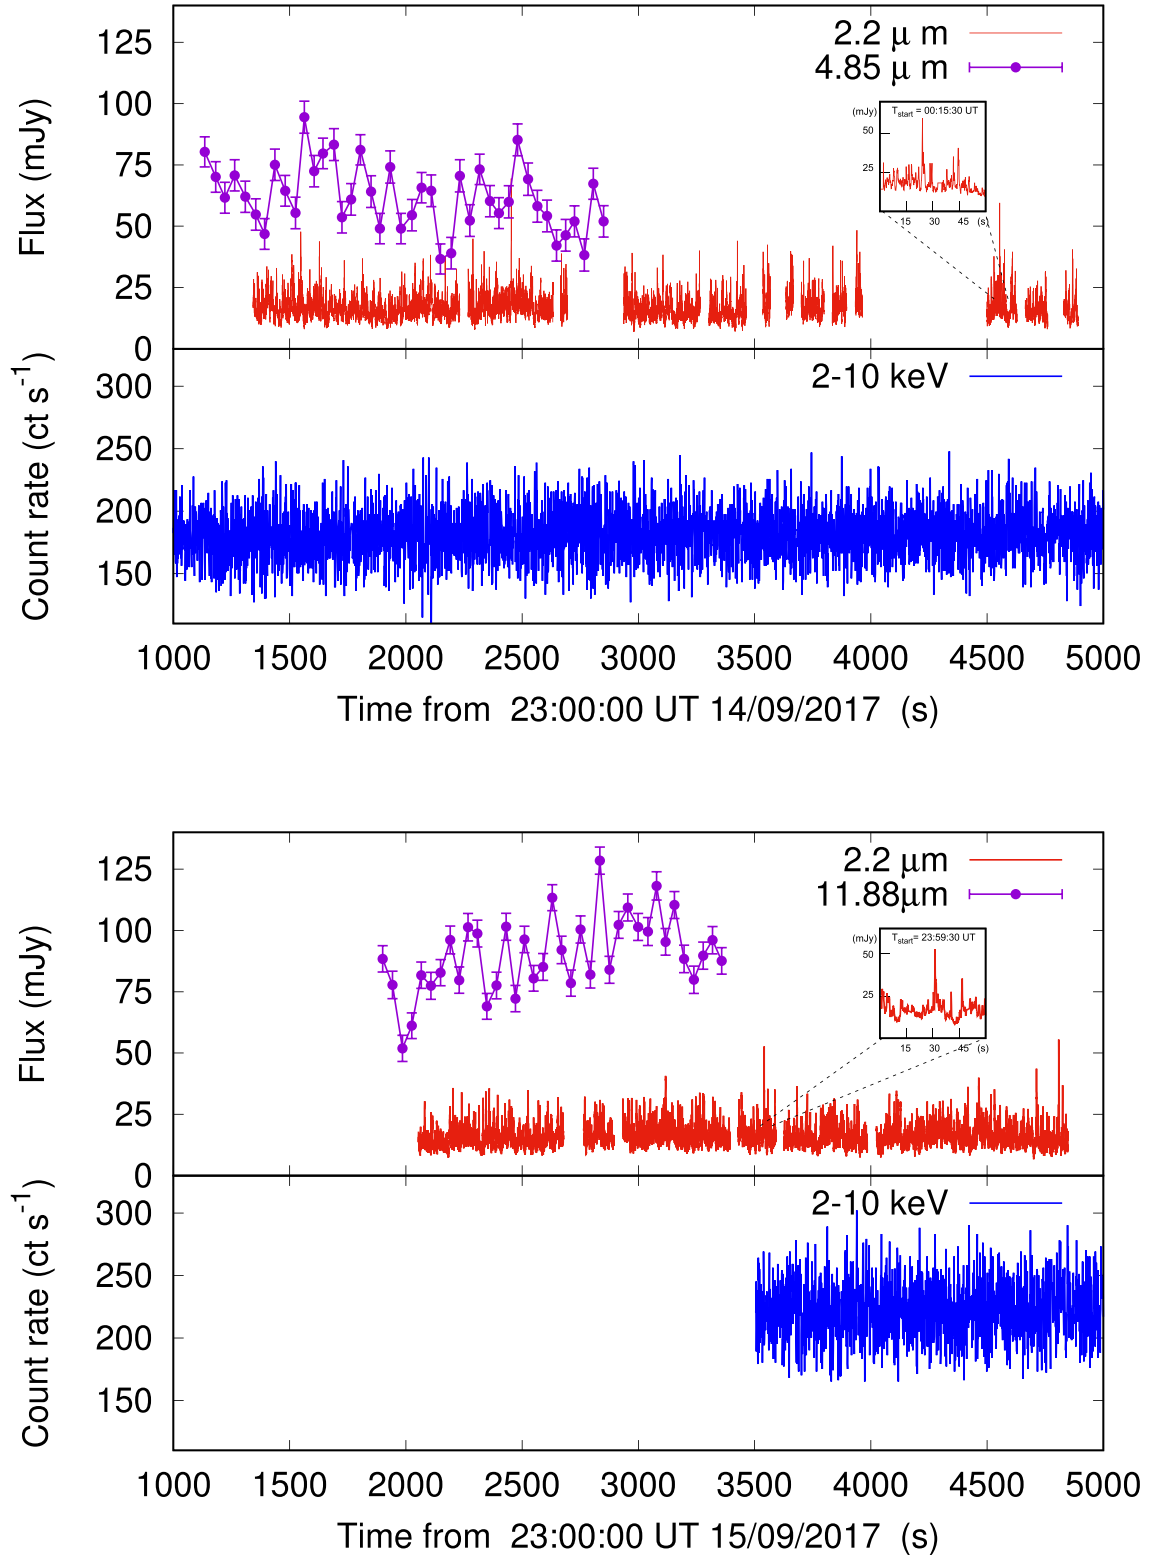 125
100
75
50
25
0
Flux (mJy)
2.2 μ m
4.85 μ m
(mJy)
T_start = 00:15:30 UT
50
25
15 30 45 (s)
300
250
200
150
Count rate (ct s⁻¹)
2-10 keV
1000 1500 2000 2500 3000 3500 4000 4500 5000
Time from 23:00:00 UT 14/09/2017 (s)
125
100
75
50
25
0
Flux (mJy)
2.2 μm
11.88μm
(mJy)
T_start= 23:59:30 UT
50
25
15 30 45 (s)
300
250
200
150
Count rate (ct s⁻¹)
2-10 keV
1000 1500 2000 2500 3000 3500 4000 4500 5000
Time from 23:00:00 UT 15/09/2017 (s)